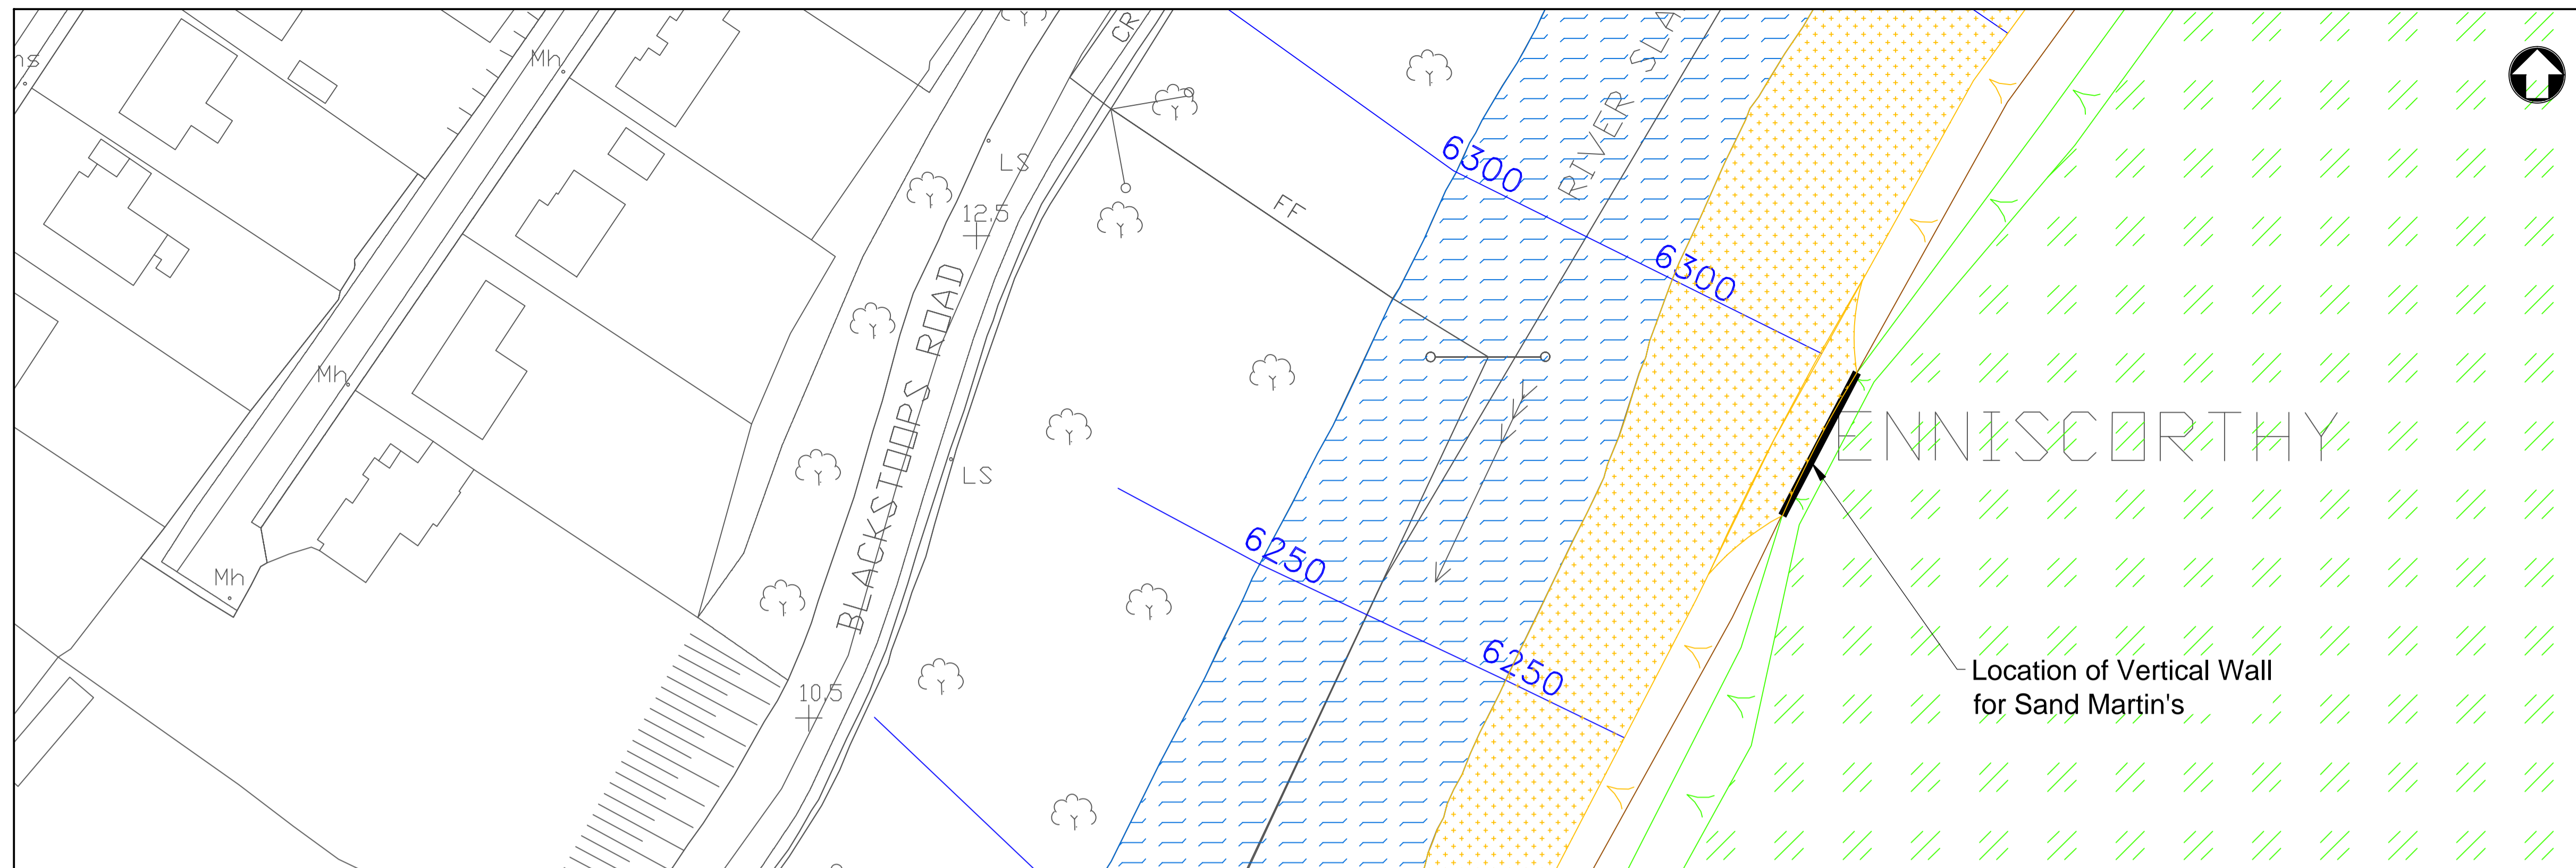 Mh
CR
6300
RIVER SLA
LS
12.5
FF
6300
BLACKSTOOPS ROAD
Mh
ENNISCORTHY
LS
6250
Mh
6250
Location of Vertical Wall
for Sand Martin's
10.5